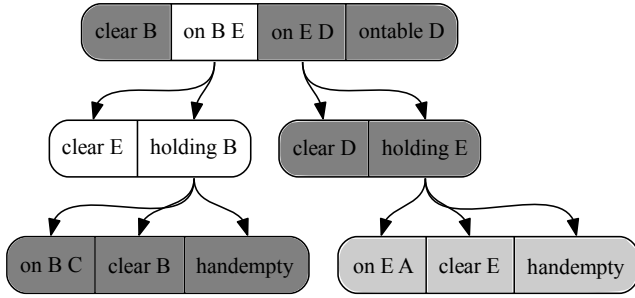 clear B on B E on E D ontable D
clear E holding B clear D holding E
on B C clear B handempty on E A clear E handempty